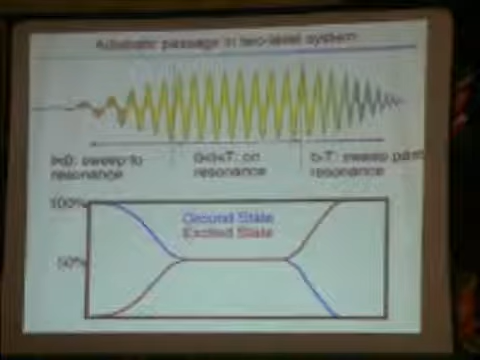 Adiabatic passage in two-level system
t<0: sweep to
resonance
0<t<T: on
resonance
t>T: sweep past
resonance
100%
Ground State
Excited State
50%